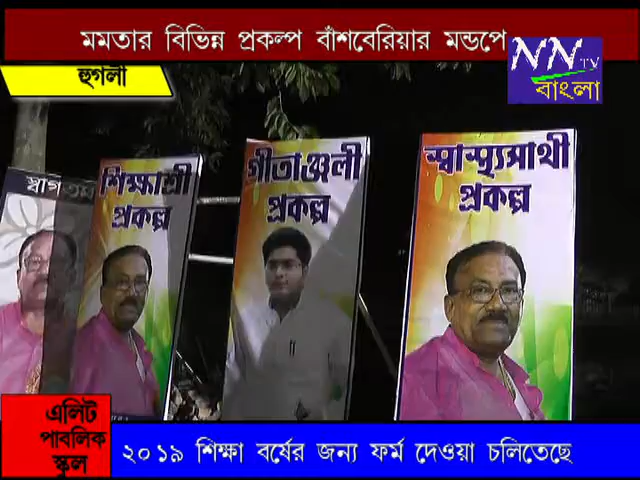 মমতার বিভিন্ন প্রকল্প বাঁশবেরিয়ার মন্ডপে
NN TV
বাংলা
হুগলী
স্বাগতম
শিক্ষাশ্রী
প্রকল্প
গীতাঞ্জলী
প্রকল্প
স্বাস্থ্যসাথী
প্রকল্প
এলিট
পাবলিক
স্কুল
২০১৯ শিক্ষা বর্ষের জন্য ফর্ম দেওয়া চলিতেছে